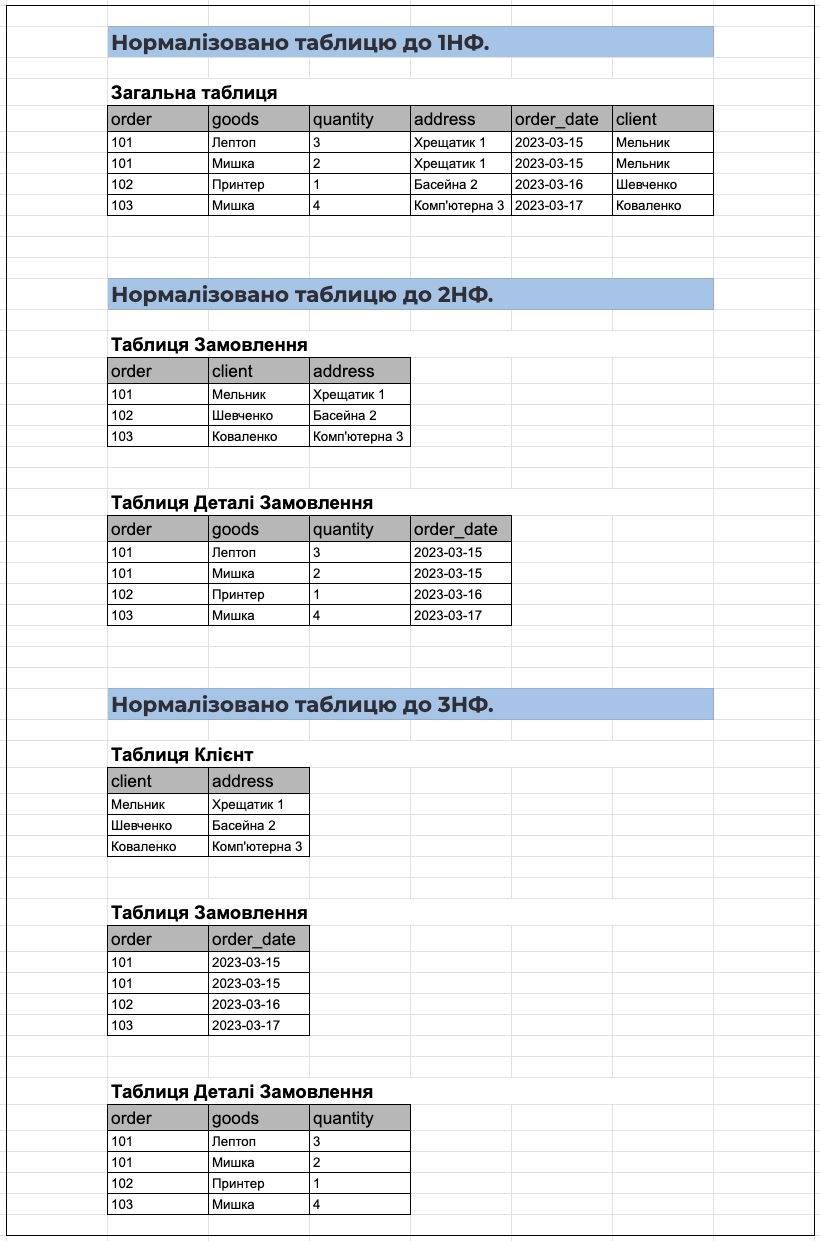 Нормалізовано таблицю до 1НФ.
Загальна таблиця
order goods quantity address order_date client
101 Лептоп 3 Хрещатик 1 2023-03-15 Мельник
101 Мишка 2 Хрещатик 1 2023-03-15 Мельник
102 Принтер 1 Басейна 2 2023-03-16 Шевченко
103 Мишка 4 Комп'ютерна 3 2023-03-17 Коваленко
Нормалізовано таблицю до 2НФ.
Таблиця Замовлення
order client address
101 Мельник Хрещатик 1
102 Шевченко Басейна 2
103 Коваленко Комп'ютерна 3
Таблиця Деталі Замовлення
order goods quantity order_date
101 Лептоп 3 2023-03-15
101 Мишка 2 2023-03-15
102 Принтер 1 2023-03-16
103 Мишка 4 2023-03-17
Нормалізовано таблицю до 3НФ.
Таблиця Клієнт
client address
Мельник Хрещатик 1
Шевченко Басейна 2
Коваленко Комп'ютерна 3
Таблиця Замовлення
order order_date
101 2023-03-15
101 2023-03-15
102 2023-03-16
103 2023-03-17
Таблиця Деталі Замовлення
order goods quantity
101 Лептоп 3
101 Мишка 2
102 Принтер 1
103 Мишка 4